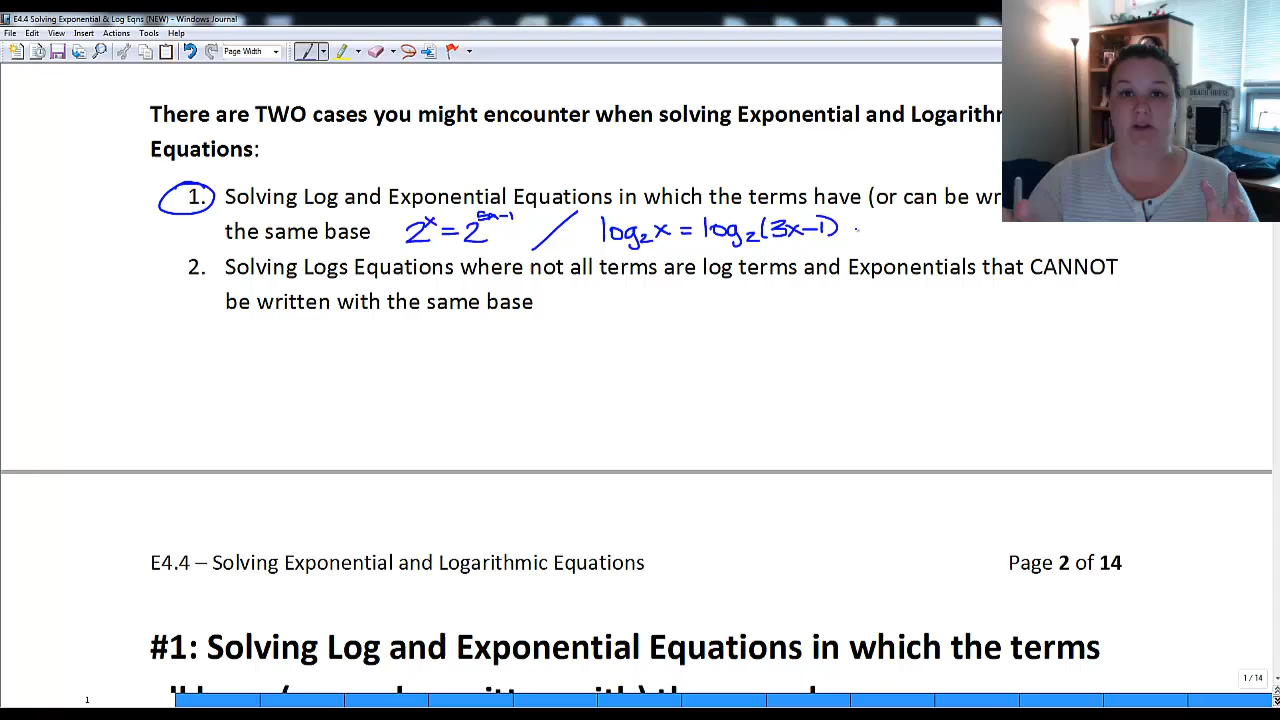 E4.4 Solving Exponential & Log Eqns (NEW) - Windows Journal
File Edit View Insert Actions Tools Help
Page Width
There are TWO cases you might encounter when solving Exponential and Logarithm
Equations:
1. Solving Log and Exponential Equations in which the terms have (or can be wr
the same base 2^x = 2^5x-1 / log₂x = log₂(3x-1)
2. Solving Logs Equations where not all terms are log terms and Exponentials that CANNOT
be written with the same base
E4.4 – Solving Exponential and Logarithmic Equations Page 2 of 14
#1: Solving Log and Exponential Equations in which the terms
1 / 14
1